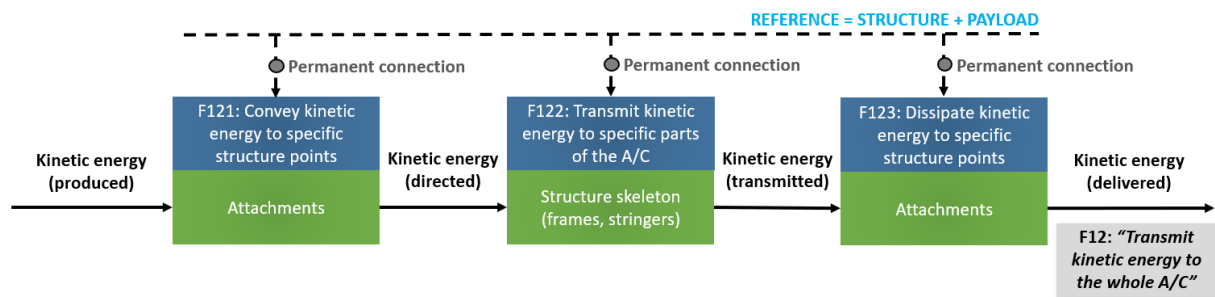 REFERENCE = STRUCTURE + PAYLOAD
Permanent connection
Permanent connection
Permanent connection
F121: Convey kinetic
energy to specific
structure points
F122: Transmit kinetic
energy to specific parts
of the A/C
F123: Dissipate kinetic
energy to specific
structure points
Kinetic energy
(produced)
Kinetic energy
(directed)
Kinetic energy
(transmitted)
Kinetic energy
(delivered)
Attachments
Structure skeleton
(frames, stringers)
Attachments
F12: “Transmit
kinetic energy to
the whole A/C”